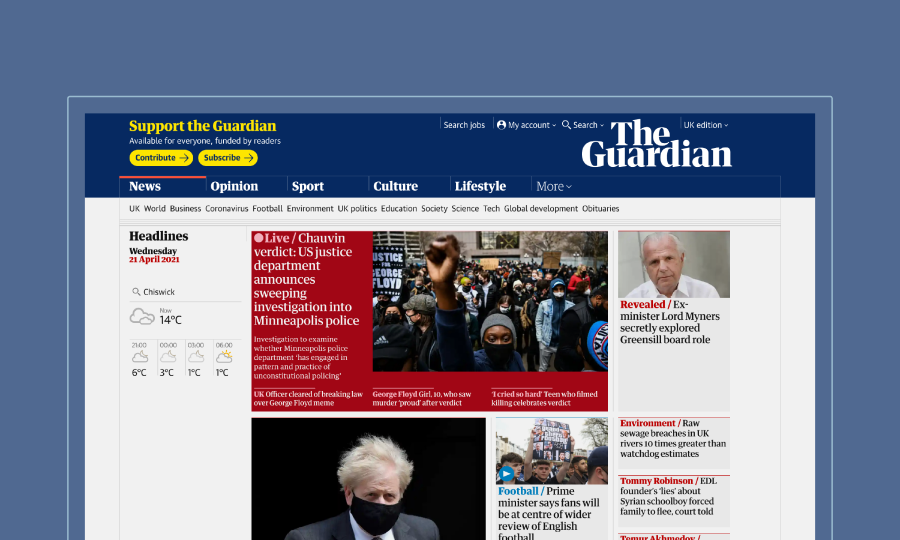 Support the Guardian
Available for everyone, funded by readers
Contribute
Subscribe
Search jobs
My account
Search
UK edition
The
Guardian
News
Opinion
Sport
Culture
Lifestyle
More
UK World Business Coronavirus Football Environment UK politics Education Society Science Tech Global development Obituaries
Headlines
Wednesday
21 April 2021
Chiswick
Now
14°C
21:00 00:00 03:00 06:00
6°C 3°C 1°C 1°C
Live / Chauvin
verdict: US justice
department
announces
sweeping
investigation into
Minneapolis police
Investigation to examine
whether Minneapolis police
department ‘has engaged in
pattern and practice of
unconstitutional policing’
JUSTICE
FOR
GEORGE
FLOYD
UK Officer cleared of breaking law
over George Floyd meme
George Floyd Girl, 10, who saw
murder ‘proud’ after verdict
‘I cried so hard’ Teen who filmed
killing celebrates verdict
Revealed / Ex-
minister Lord Myners
secretly explored
Greensill board role
Football / Prime
minister says fans will
be at centre of wider
review of English
football
Environment / Raw
sewage breaches in UK
rivers 10 times greater than
watchdog estimates
Tommy Robinson / EDL
founder’s ‘lies’ about
Syrian schoolboy forced
family to flee, court told
Temur Akhmedov /